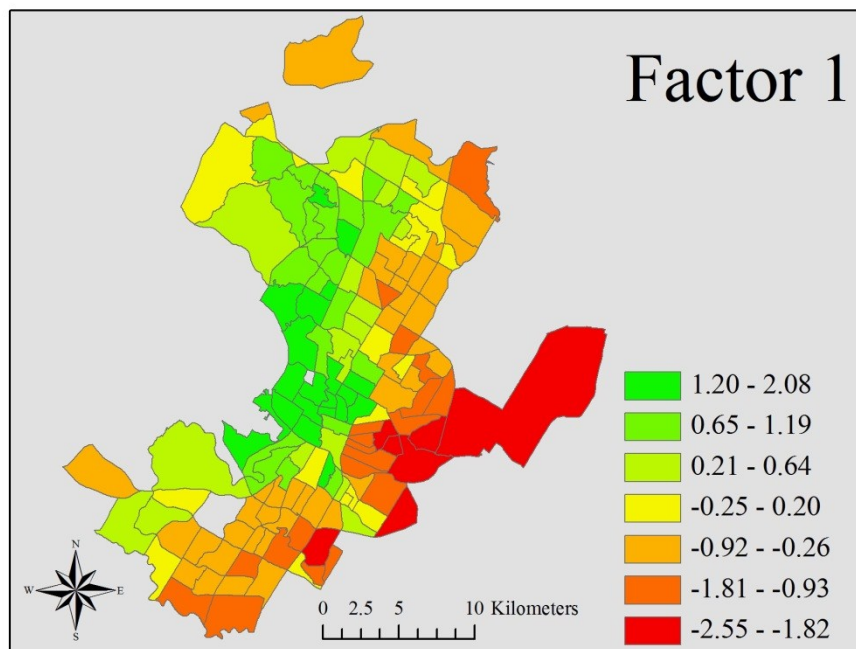 Factor 1
1.20 - 2.08
0.65 - 1.19
0.21 - 0.64
-0.25 - 0.20
-0.92 - -0.26
-1.81 - -0.93
-2.55 - -1.82
N
W E
S
0 2.5 5 10 Kilometers